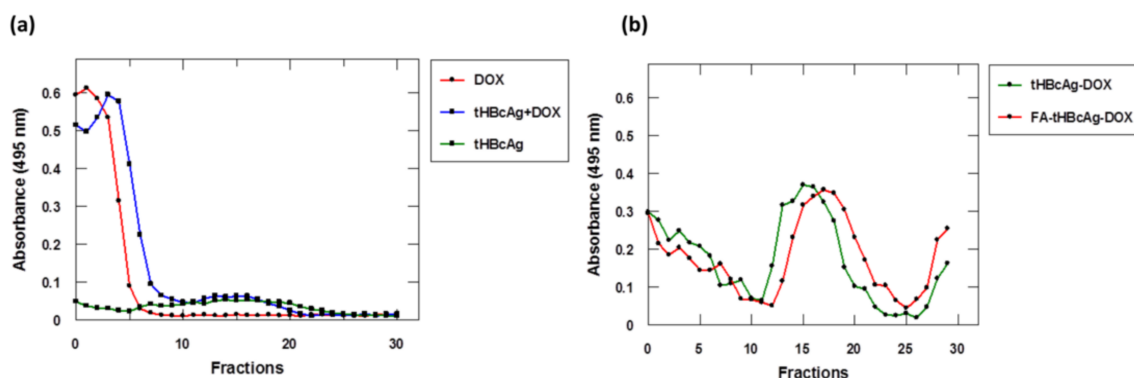 (a)
Absorbance (495 nm)
0.6
0.5
0.4
0.3
0.2
0.1
0
0 10 20 30
Fractions
DOX
tHBcAg+DOX
tHBcAg
(b)
Absorbance (495 nm)
0.6
0.5
0.4
0.3
0.2
0.1
0
0 5 10 15 20 25 30
Fractions
tHBcAg-DOX
FA-tHBcAg-DOX